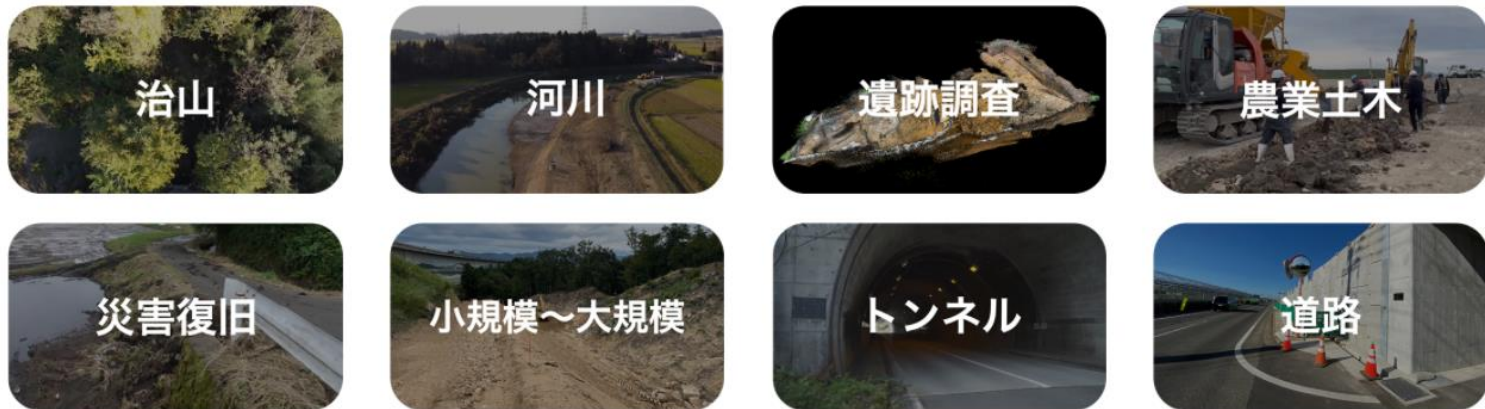 治山
河川
遺跡調査
農業土木
災害復旧
小規模〜大規模
トンネル
道路